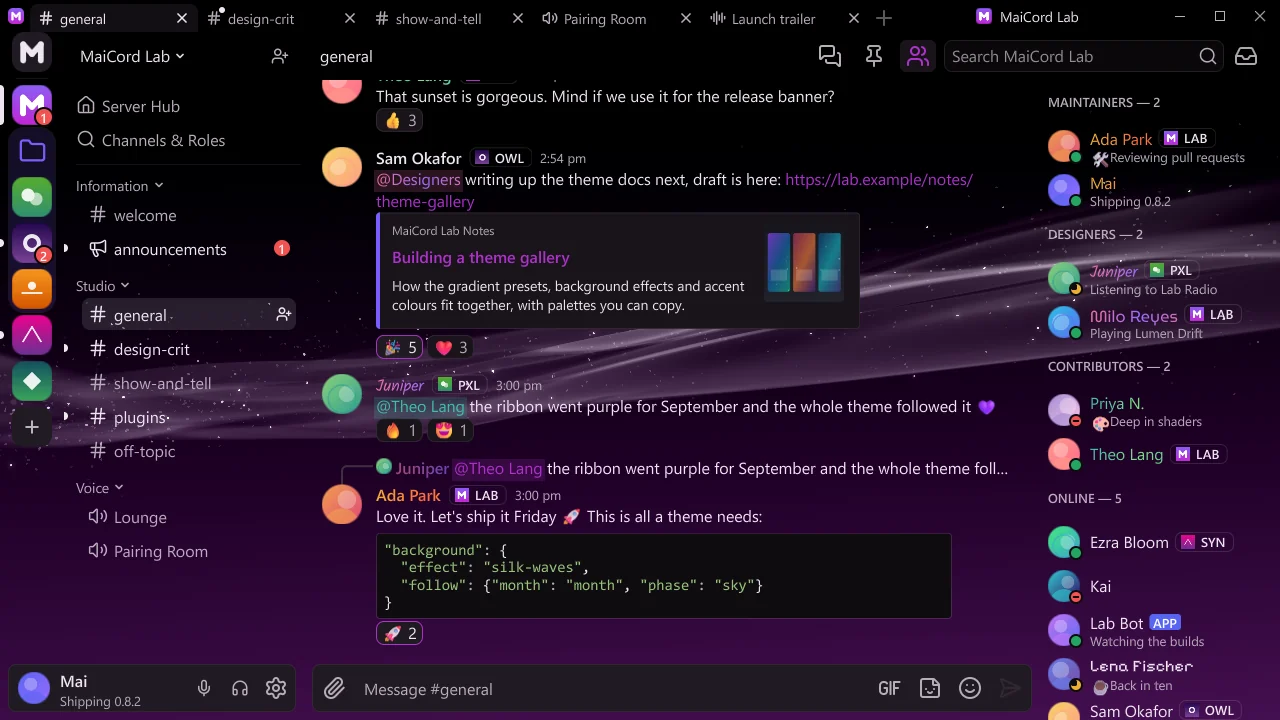 general
design-crit
show-and-tell
Pairing Room
Launch trailer
MaiCord Lab
MaiCord Lab
general
Search MaiCord Lab
Server Hub
Channels & Roles
Information
welcome
announcements
1
Studio
general
design-crit
show-and-tell
plugins
off-topic
Voice
Lounge
Pairing Room
1
2
Mai
Shipping 0.8.2
Theo Lang
That sunset is gorgeous. Mind if we use it for the release banner?
👍 3
Sam Okafor OWL 2:54 pm
@Designers writing up the theme docs next, draft is here: https://lab.example/notes/
theme-gallery
MaiCord Lab Notes
Building a theme gallery
How the gradient presets, background effects and accent
colours fit together, with palettes you can copy.
🎉 5 ❤️ 3
Juniper PXL 3:00 pm
@Theo Lang the ribbon went purple for September and the whole theme followed it 💜
🔥 1 😍 1
Juniper @Theo Lang the ribbon went purple for September and the whole theme foll...
Ada Park LAB 3:00 pm
Love it. Let's ship it Friday 🚀 This is all a theme needs:
"background": {
"effect": "silk-waves",
"follow": {"month": "month", "phase": "sky"}
}
🚀 2
Message #general
GIF
MAINTAINERS — 2
Ada Park LAB
🛠️Reviewing pull requests
Mai
Shipping 0.8.2
DESIGNERS — 2
Juniper PXL
Listening to Lab Radio
Milo Reyes LAB
Playing Lumen Drift
CONTRIBUTORS — 2
Priya N.
🎨Deep in shaders
Theo Lang LAB
ONLINE — 5
Ezra Bloom SYN
Kai
Lab Bot APP
Watching the builds
Lena Fischer
Back in ten
Sam Okafor OWL